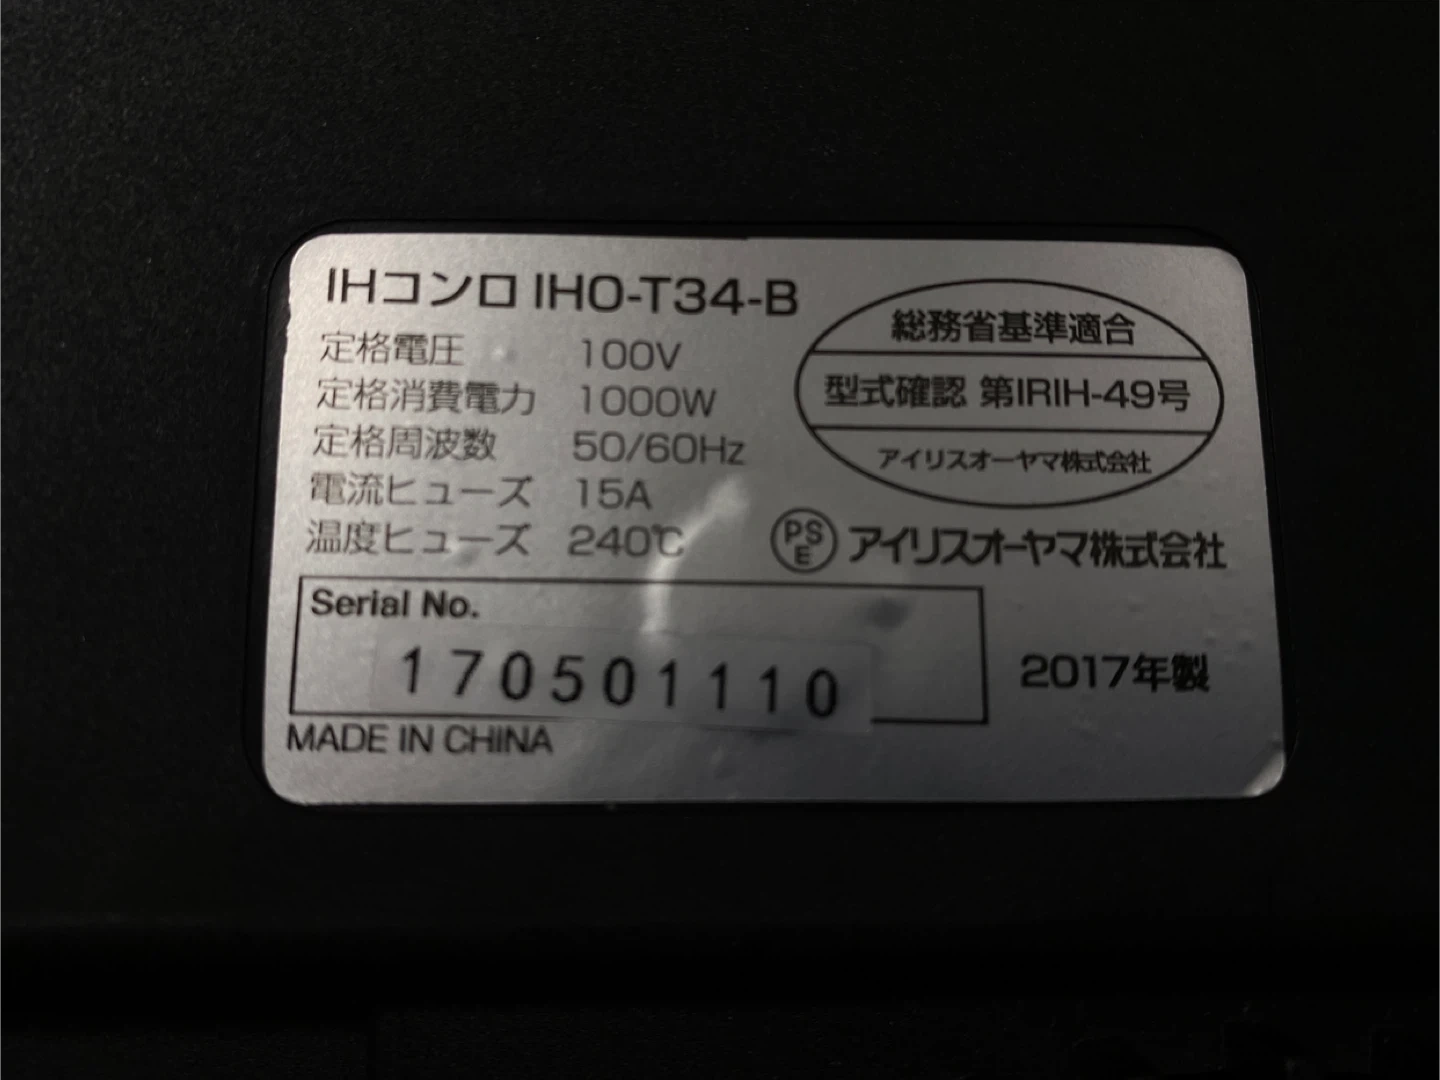 IHコンロ IHO-T34-B
定格電圧 100V
定格消費電力 1000W
定格周波数 50/60Hz
電流ヒューズ 15A
温度ヒューズ 240℃
総務省基準適合
型式確認 第IRIH-49号
アイリスオーヤマ株式会社
PS
E
アイリスオーヤマ株式会社
Serial No.
170501110
2017年製
MADE IN CHINA